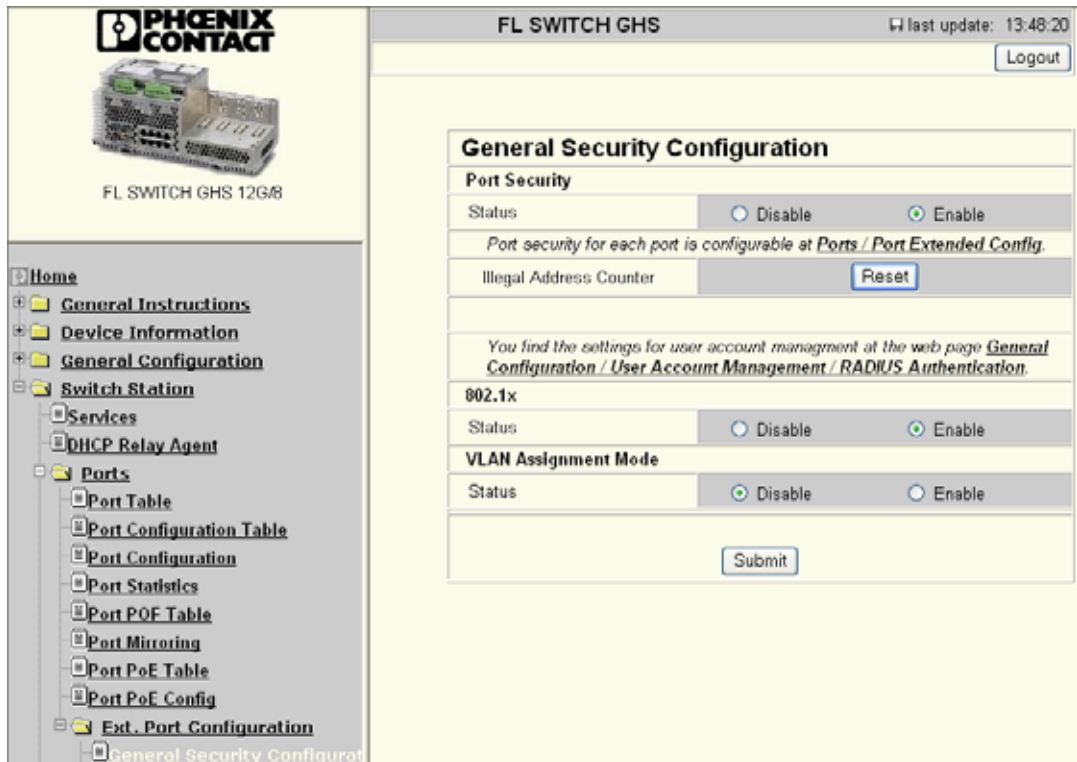 PHŒNIX
CONTACT
FL SWITCH GHS 12G/8
Home
General Instructions
Device Information
General Configuration
Switch Station
Services
DHCP Relay Agent
Ports
Port Table
Port Configuration Table
Port Configuration
Port Statistics
Port POF Table
Port Mirroring
Port PoE Table
Port PoE Config
Ext. Port Configuration
General Security Configurat
FL SWITCH GHS
last update: 13:48:20
Logout
General Security Configuration
Port Security
Status Disable Enable
Port security for each port is configurable at Ports / Port Extended Config.
Illegal Address Counter Reset
You find the settings for user account managment at the web page General
Configuration / User Account Management / RADIUS Authentication.
802.1x
Status Disable Enable
VLAN Assignment Mode
Status Disable Enable
Submit